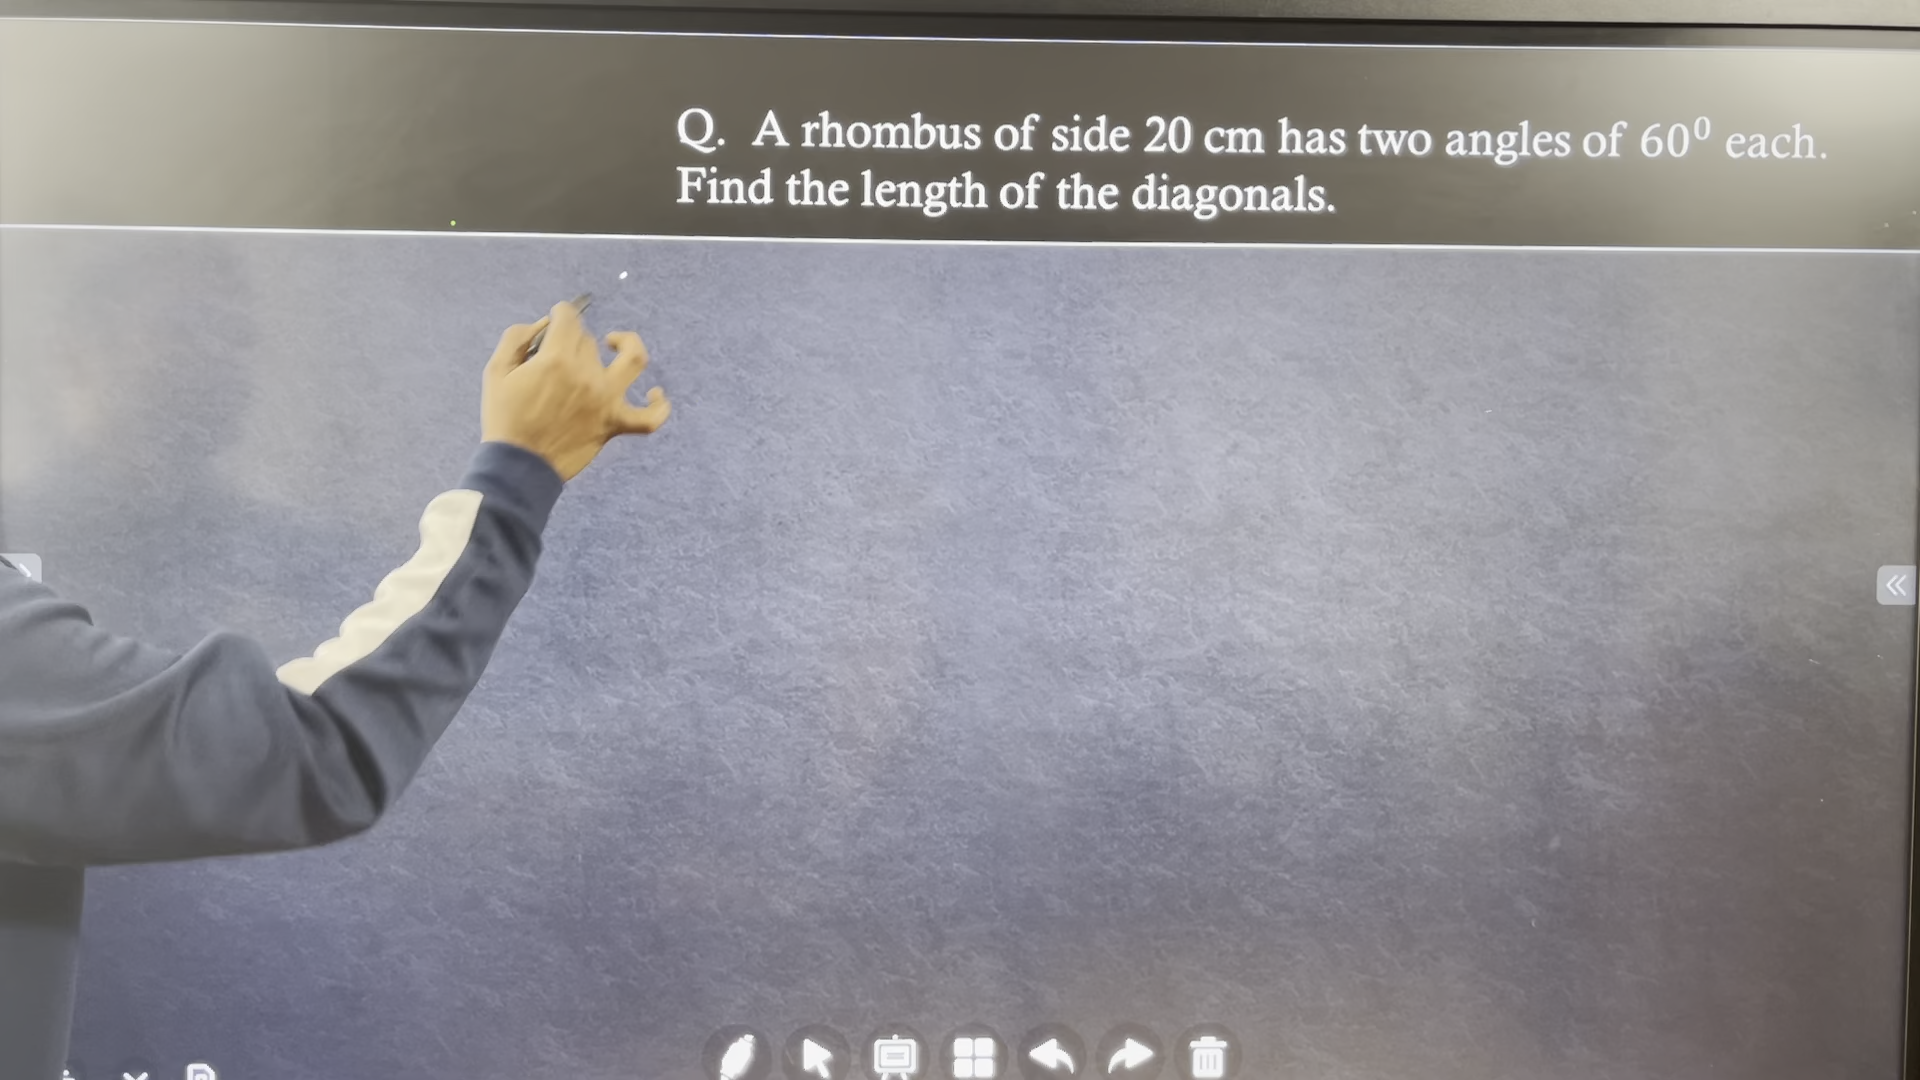 Q. A rhombus of side 20 cm has two angles of 60⁰ each.
Find the length of the diagonals.